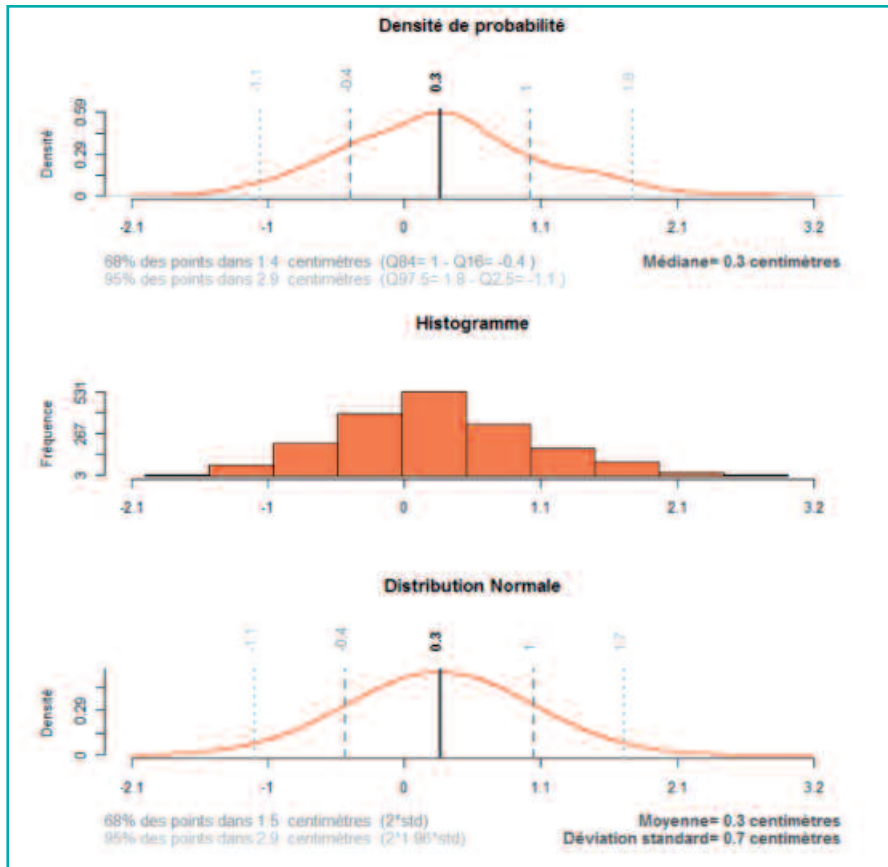 Densité de probabilité
-1.1 -0.4 0.3 1 1.8
Densité
0.59
0.29
0
-2.1 -1 0 1.1 2.1 3.2
68% des points dans 1.4 centimètres (Q84= 1 - Q16= -0.4 )
Médiane= 0.3 centimètres
95% des points dans 2.9 centimètres (Q97.5= 1.8 - Q2.5= -1.1 )
Histogramme
Fréquence
531
267
3
-2.1 -1 0 1.1 2.1 3.2
Distribution Normale
-1.1 -0.4 0.3 1 1.7
Densité
0.29
0
-2.1 -1 0 1.1 2.1 3.2
68% des points dans 1.5 centimètres (2*std)
Moyenne= 0.3 centimètres
95% des points dans 2.9 centimètres (2*1.96*std)
Déviation standard= 0.7 centimètres